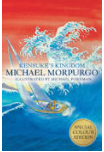 KENSUKE'S KINGDOM
MICHAEL MORPURGO
ILLUSTRATED BY MICHAEL FOREMAN
SPECIAL
COLOUR
EDITION